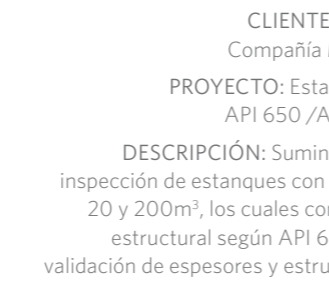 CLIENTE
Compañía
PROYECTO: Esta
API 650 /A
DESCRIPCIÓN: Sumin
inspección de estanques con
20 y 200m³, los cuales co
estructural según API 6
validación de espesores y estru